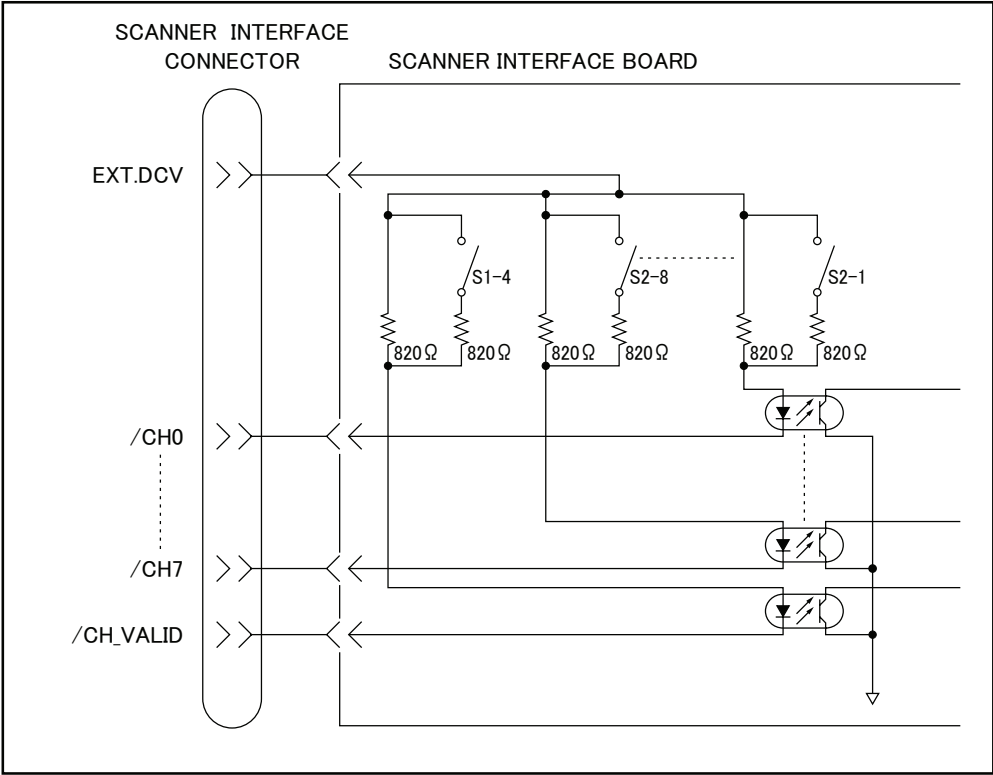 SCANNER INTERFACE
CONNECTOR
SCANNER INTERFACE BOARD
EXT.DCV
S1-4
S2-8
S2-1
820Ω
820Ω
820Ω
820Ω
820Ω
820Ω
/CH0
/CH7
/CH_VALID